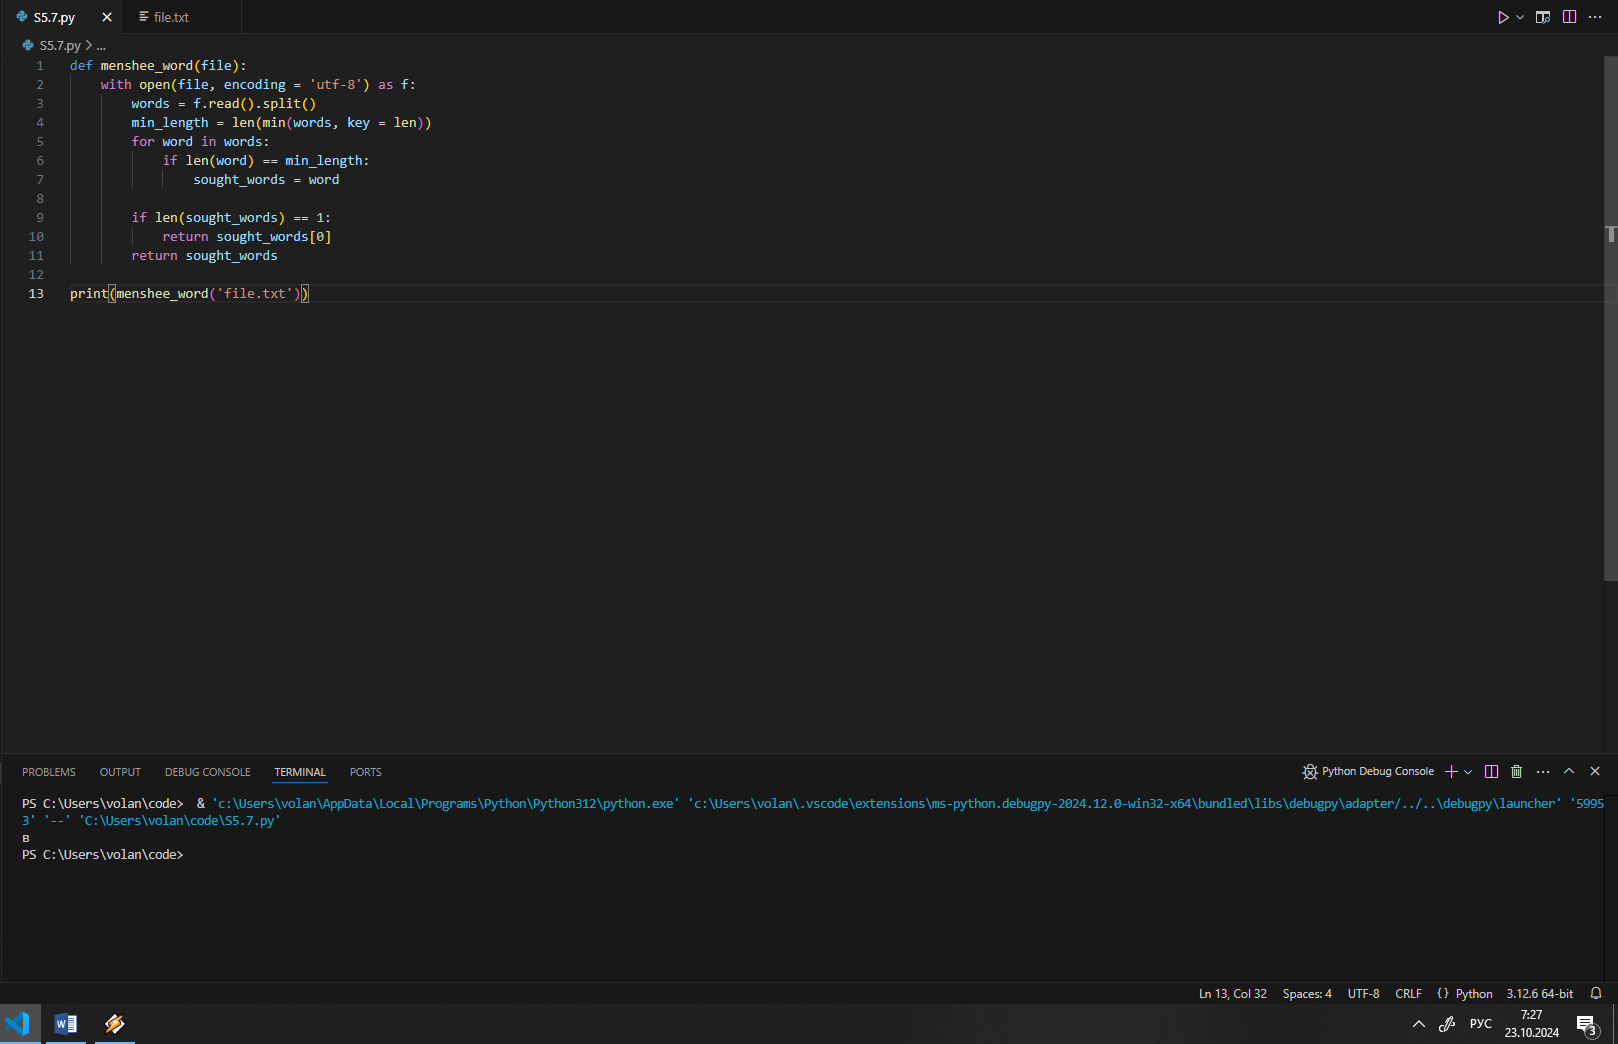 S5.7.py
file.txt
S5.7.py > ...
1 def menshee_word(file):
2 with open(file, encoding = 'utf-8') as f:
3 words = f.read().split()
4 min_length = len(min(words, key = len))
5 for word in words:
6 if len(word) == min_length:
7 sought_words = word
8
9 if len(sought_words) == 1:
10 return sought_words[0]
11 return sought_words
12
13 print(menshee_word('file.txt'))
PROBLEMS OUTPUT DEBUG CONSOLE TERMINAL PORTS
Python Debug Console
PS C:\Users\volan\code> & 'c:\Users\volan\AppData\Local\Programs\Python\Python312\python.exe' 'c:\Users\volan\.vscode\extensions\ms-python.debugpy-2024.12.0-win32-x64\bundled\libs\debugpy\adapter/../..\debugpy\launcher' '5995
3' '--' 'C:\Users\volan\code\S5.7.py'
в
PS C:\Users\volan\code>
Ln 13, Col 32 Spaces: 4 UTF-8 CRLF {} Python 3.12.6 64-bit
W
РУС
7:27
23.10.2024
3